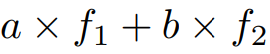 a × f₁ + b × f₂